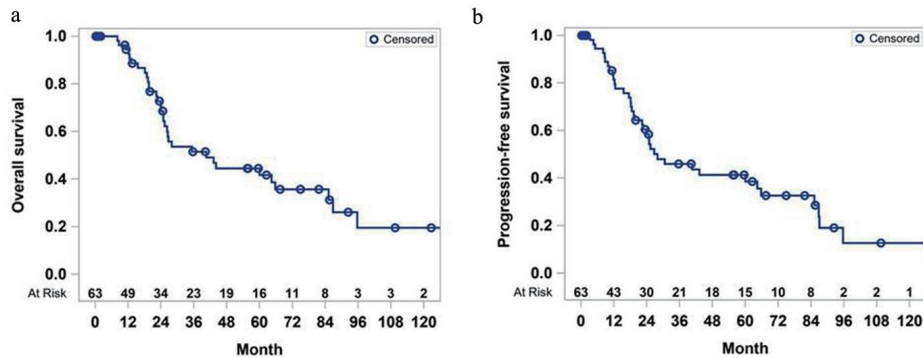 a
1.0
0.8
0.6
0.4
0.2
0.0
Overall survival
Censored
At Risk 63 49 34 23 19 16 11 8 3 3 2
0 12 24 36 48 60 72 84 96 108 120
Month
b
1.0
0.8
0.6
0.4
0.2
0.0
Progression-free survival
Censored
At Risk 63 43 30 21 18 15 10 8 2 2 1
0 12 24 36 48 60 72 84 96 108 120
Month